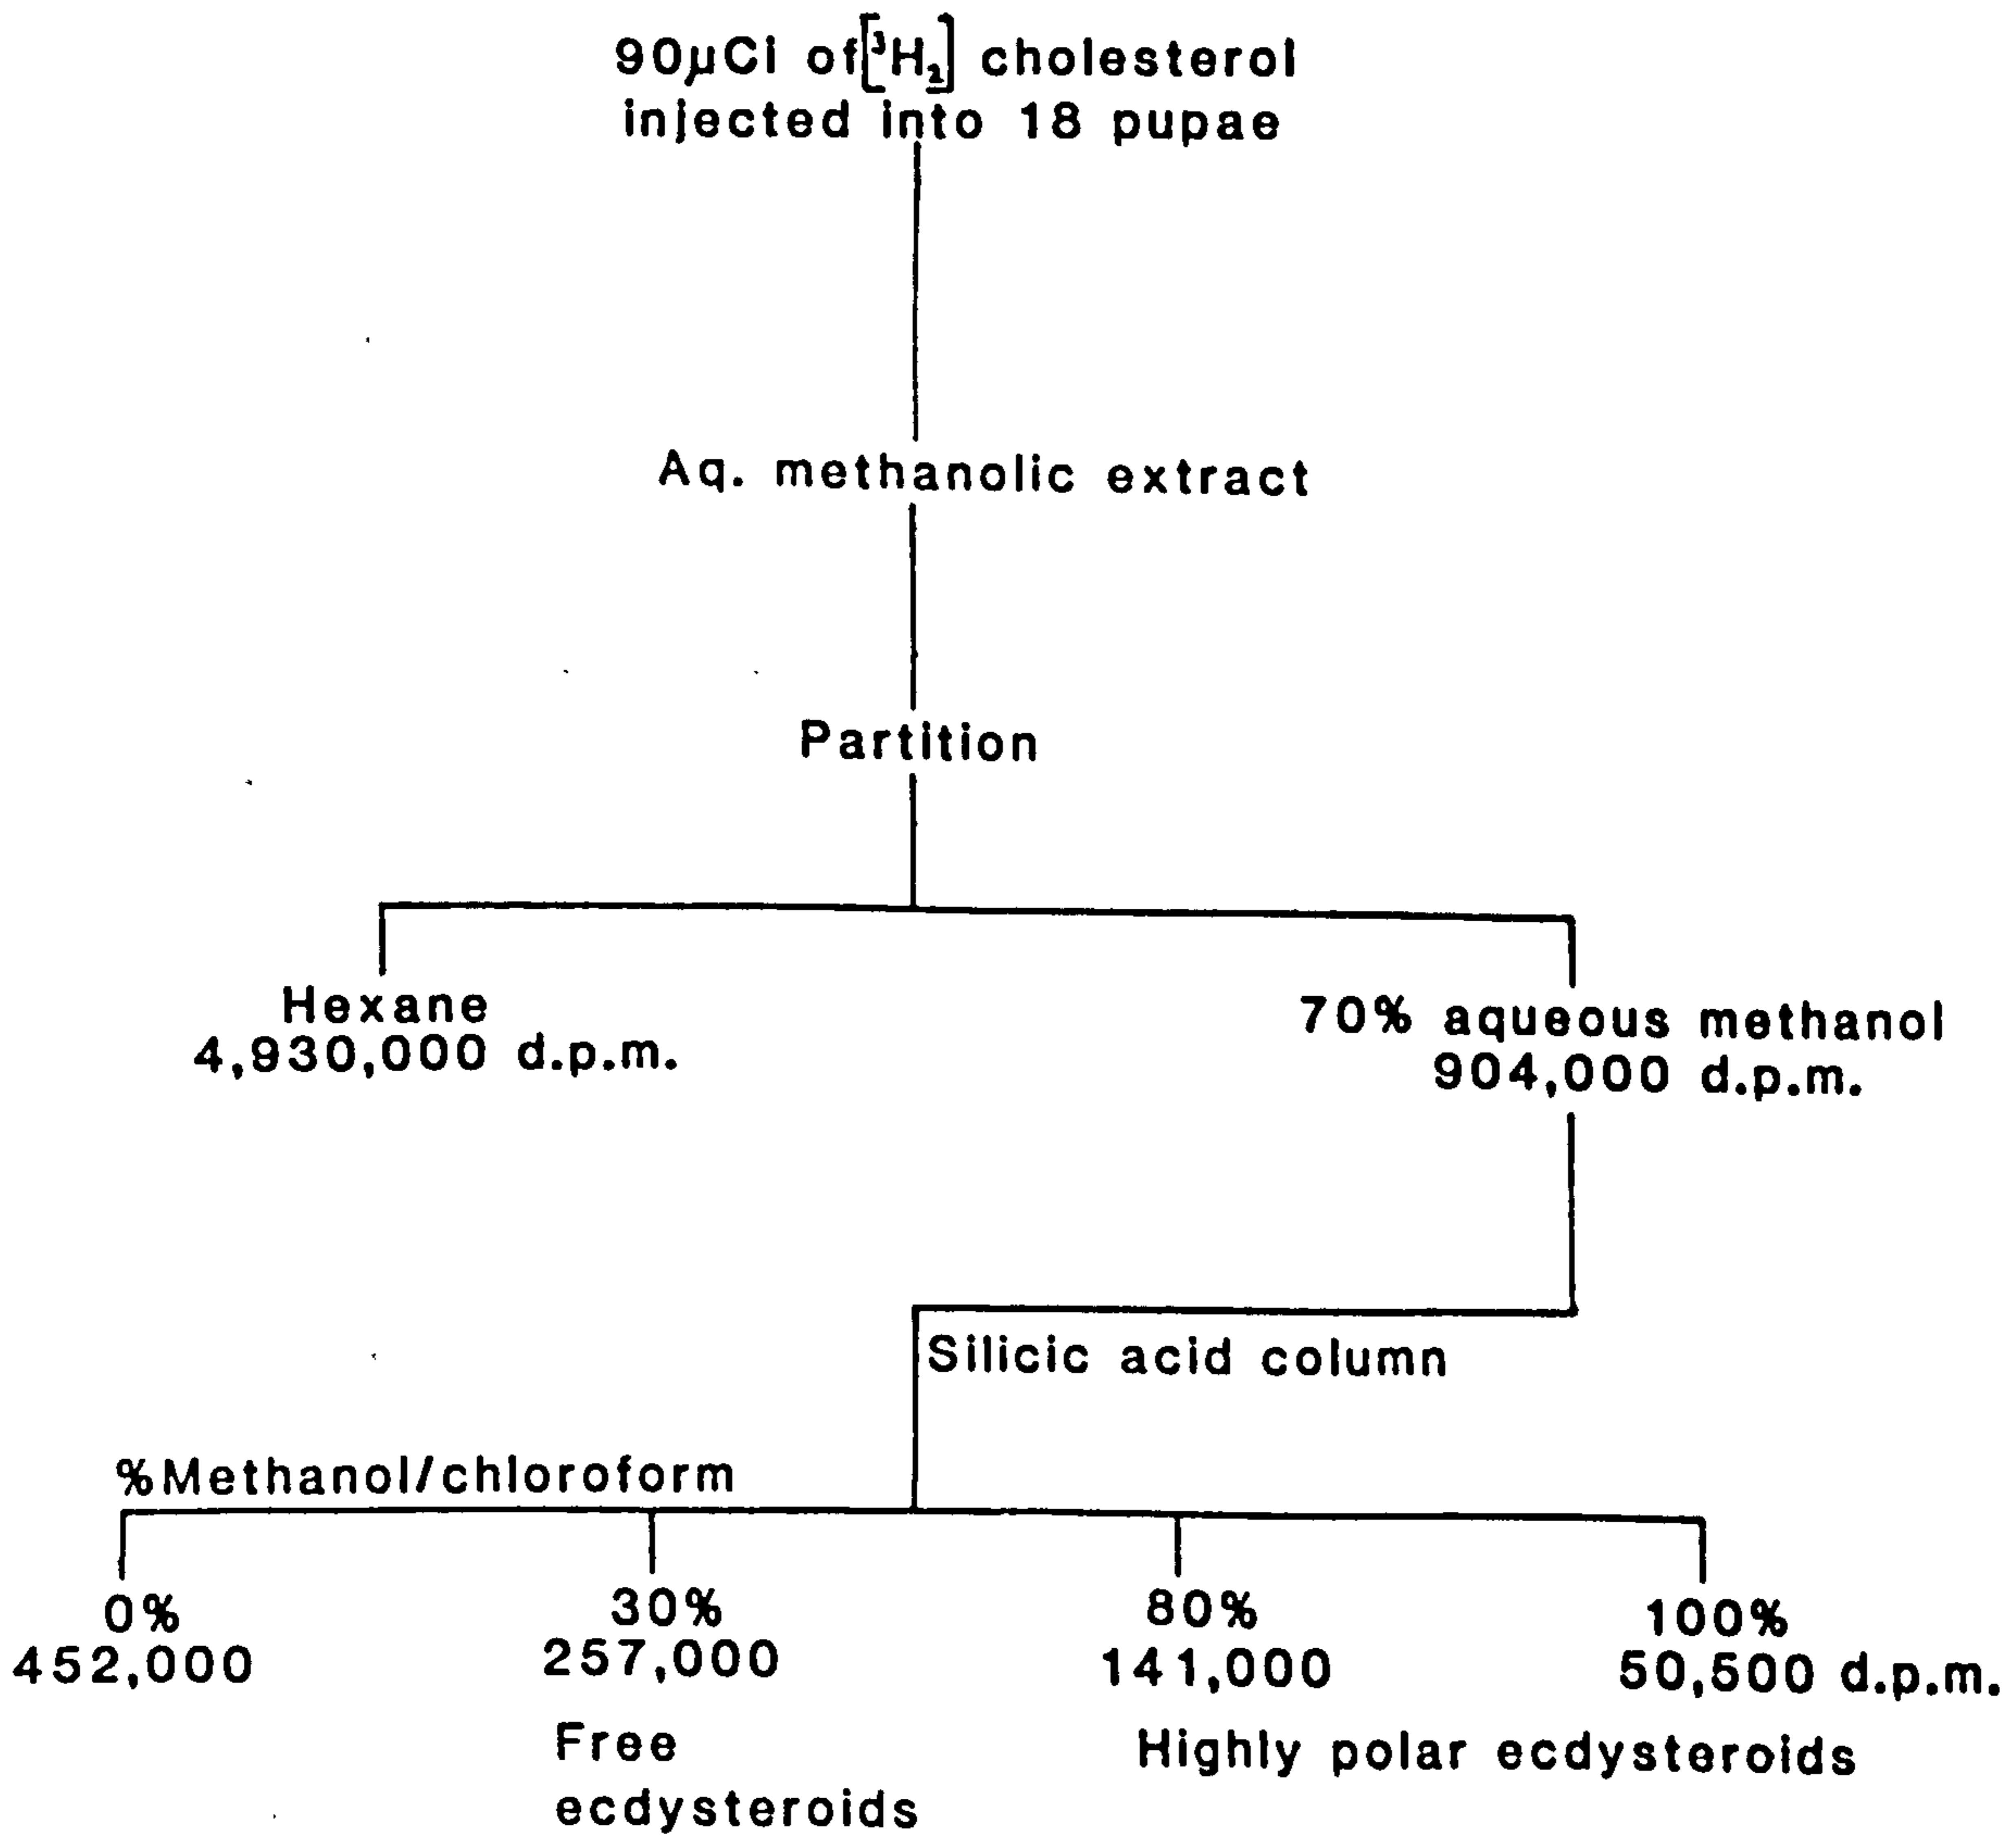 90μCi of [³H₂] cholesterol
injected into 18 pupae
Aq. methanolic extract
Partition
Hexane
4,930,000 d.p.m.
70% aqueous methanol
904,000 d.p.m.
Silicic acid column
%Methanol/chloroform
0%
452,000
30%
257,000
80%
141,000
100%
50,500 d.p.m.
Free
ecdysteroids
Highly polar ecdysteroids